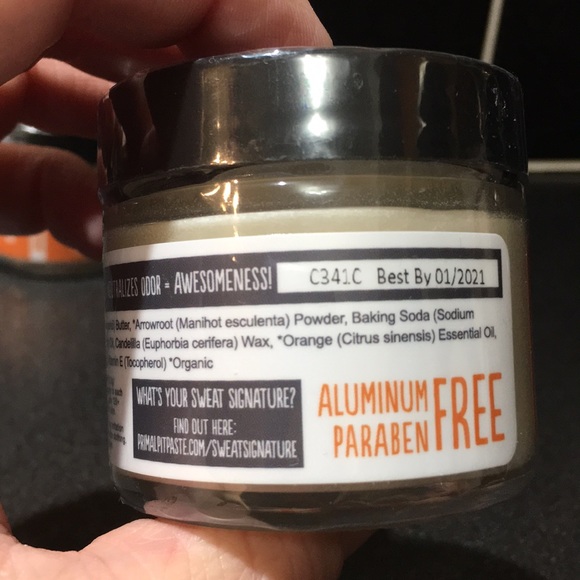 ODOR = AWESOMENESS!
C341C Best By 01/2021
Butter, *Arrowroot (Manihot esculenta) Powder, Baking Soda (Sodium
Candelilla (Euphorbia cerifera) Wax, *Orange (Citrus sinensis) Essential Oil,
E (Tocopherol) *Organic
WHAT'S YOUR SWEAT SIGNATURE?
FIND OUT HERE:
PRIMALPITPASTE.COM/SWEATSIGNATURE
ALUMINUM
PARABEN
FREE